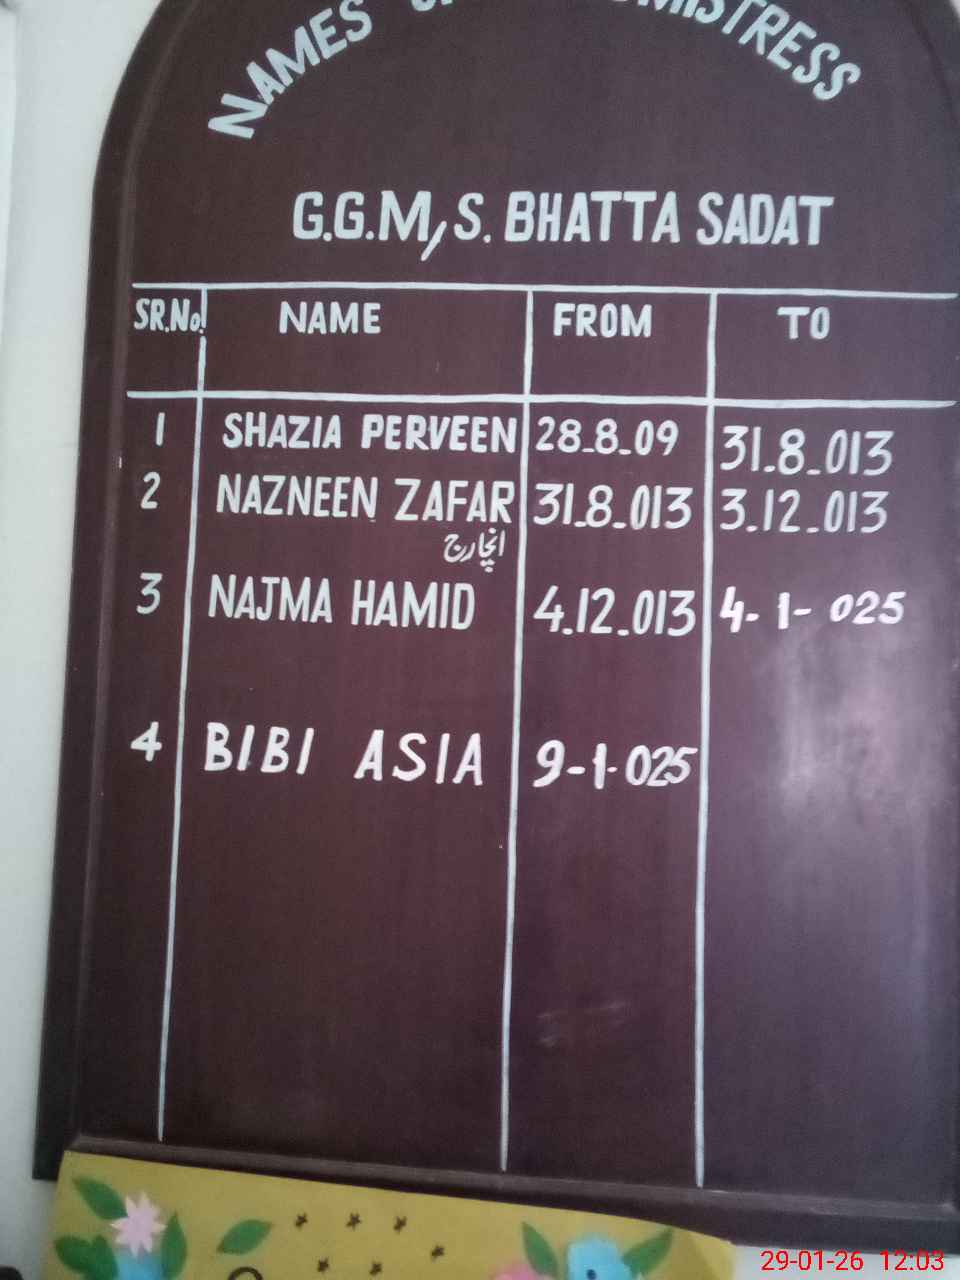 NAMES
G.G.M/S. BHATTA SADAT
SR.No. NAME FROM TO
1 SHAZIA PERVEEN 28.8.09 31.8.013
2 NAZNEEN ZAFAR 31.8.013 3.12.013
انچارج
3 NAJMA HAMID 4.12.013 4-1-025
4 BIBI ASIA 9-1-025
29-01-26 12:03